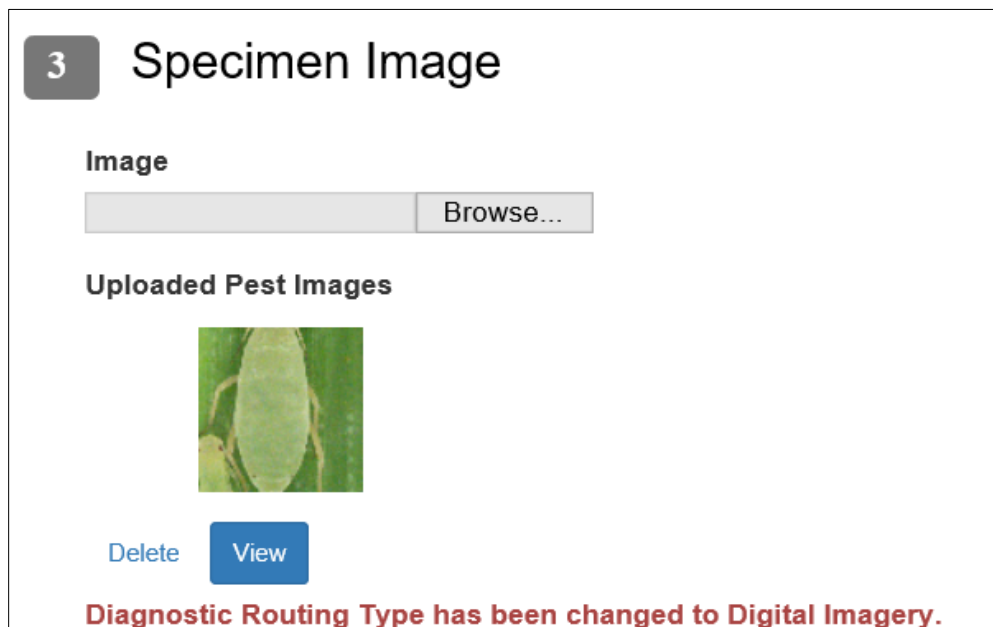 3 Specimen Image
Image
Browse...
Uploaded Pest Images
Delete View
Diagnostic Routing Type has been changed to Digital Imagery.